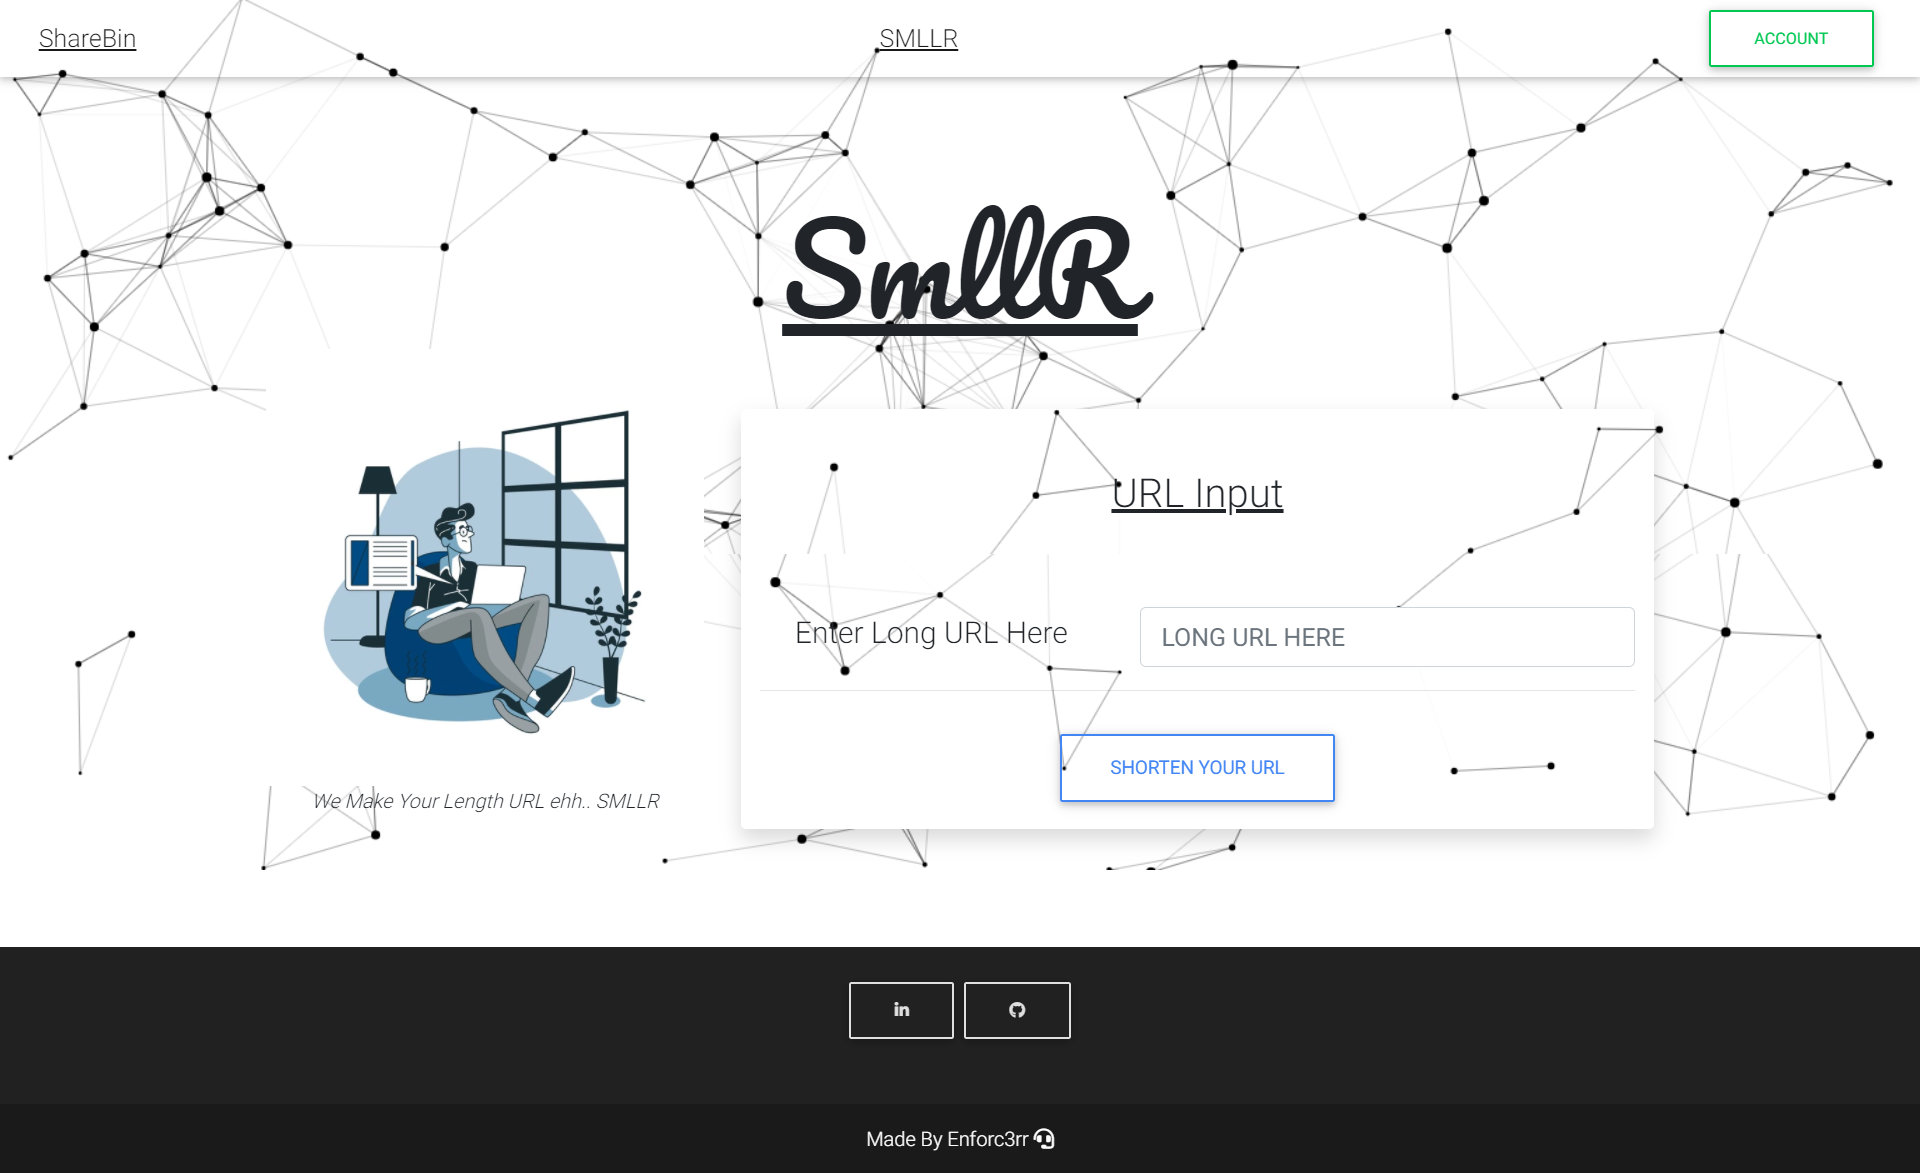 ShareBin
SMLLR
ACCOUNT
SmllR
URL Input
Enter Long URL Here
LONG URL HERE
SHORTEN YOUR URL
We Make Your Length URL ehh.. SMLLR
in
Made By Enforc3rr